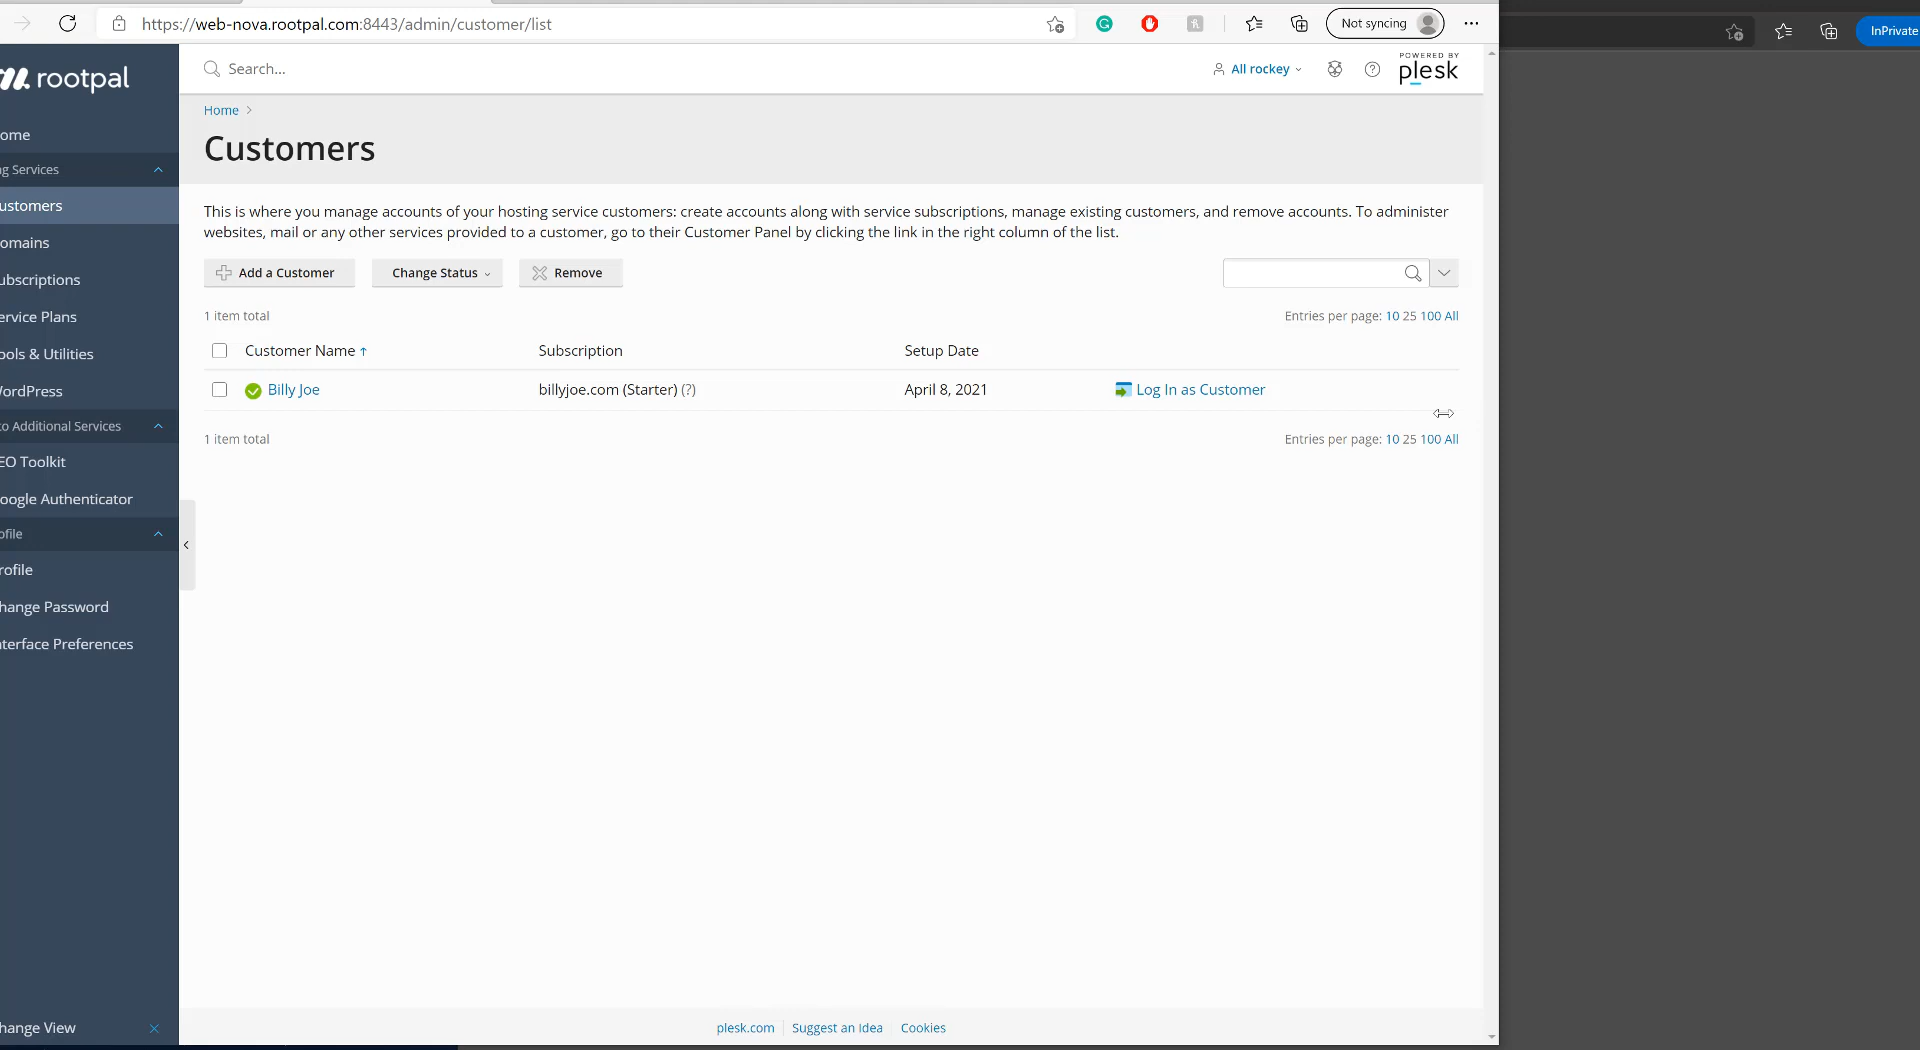 https://web-nova.rootpal.com:8443/admin/customer/list
Not syncing
InPrivate
rootpal
Search...
All rockey
POWERED BY
plesk
Home
Customers
ome
g Services
ustomers
omains
ubscriptions
ervice Plans
ools & Utilities
WordPress
to Additional Services
EO Toolkit
oogle Authenticator
ofile
rofile
hange Password
nterface Preferences
hange View
This is where you manage accounts of your hosting service customers: create accounts along with service subscriptions, manage existing customers, and remove accounts. To administer
websites, mail or any other services provided to a customer, go to their Customer Panel by clicking the link in the right column of the list.
Add a Customer
Change Status
Remove
1 item total
Entries per page: 10 25 100 All
Customer Name ↑ Subscription Setup Date
Billy Joe billyjoe.com (Starter) (?) April 8, 2021 Log In as Customer
1 item total
Entries per page: 10 25 100 All
plesk.com Suggest an Idea Cookies